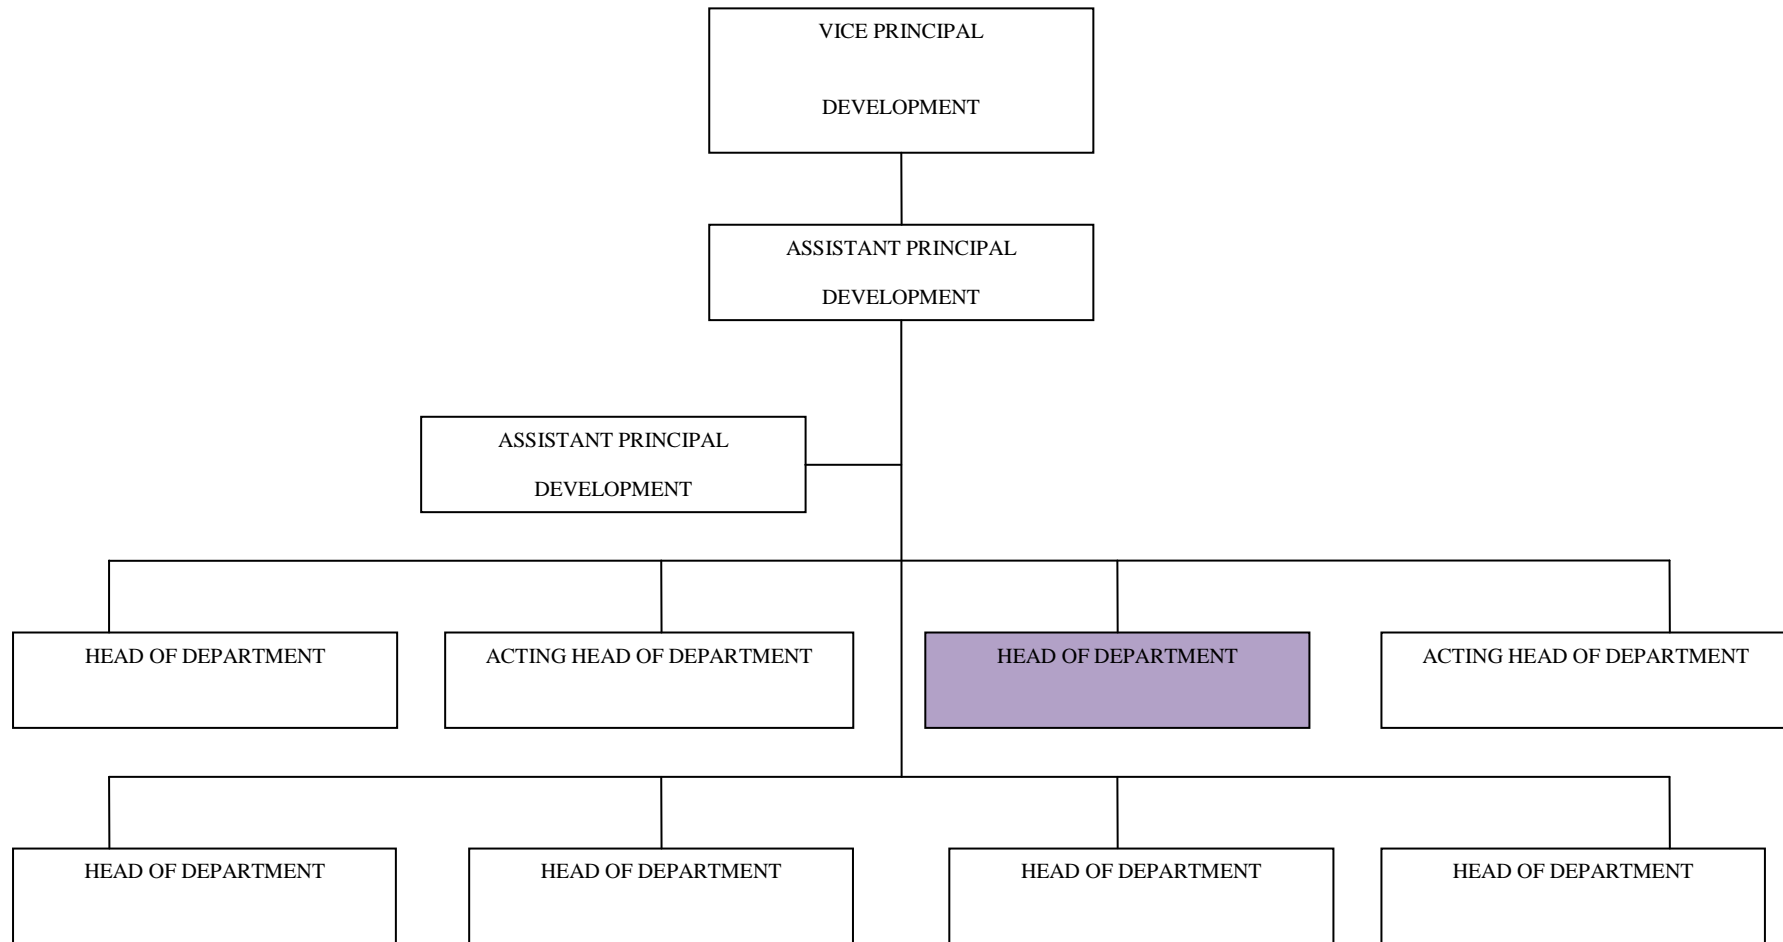 VICE PRINCIPAL
DEVELOPMENT
ASSISTANT PRINCIPAL
DEVELOPMENT
ASSISTANT PRINCIPAL
DEVELOPMENT
HEAD OF DEPARTMENT
ACTING HEAD OF DEPARTMENT
HEAD OF DEPARTMENT
ACTING HEAD OF DEPARTMENT
HEAD OF DEPARTMENT
HEAD OF DEPARTMENT
HEAD OF DEPARTMENT
HEAD OF DEPARTMENT